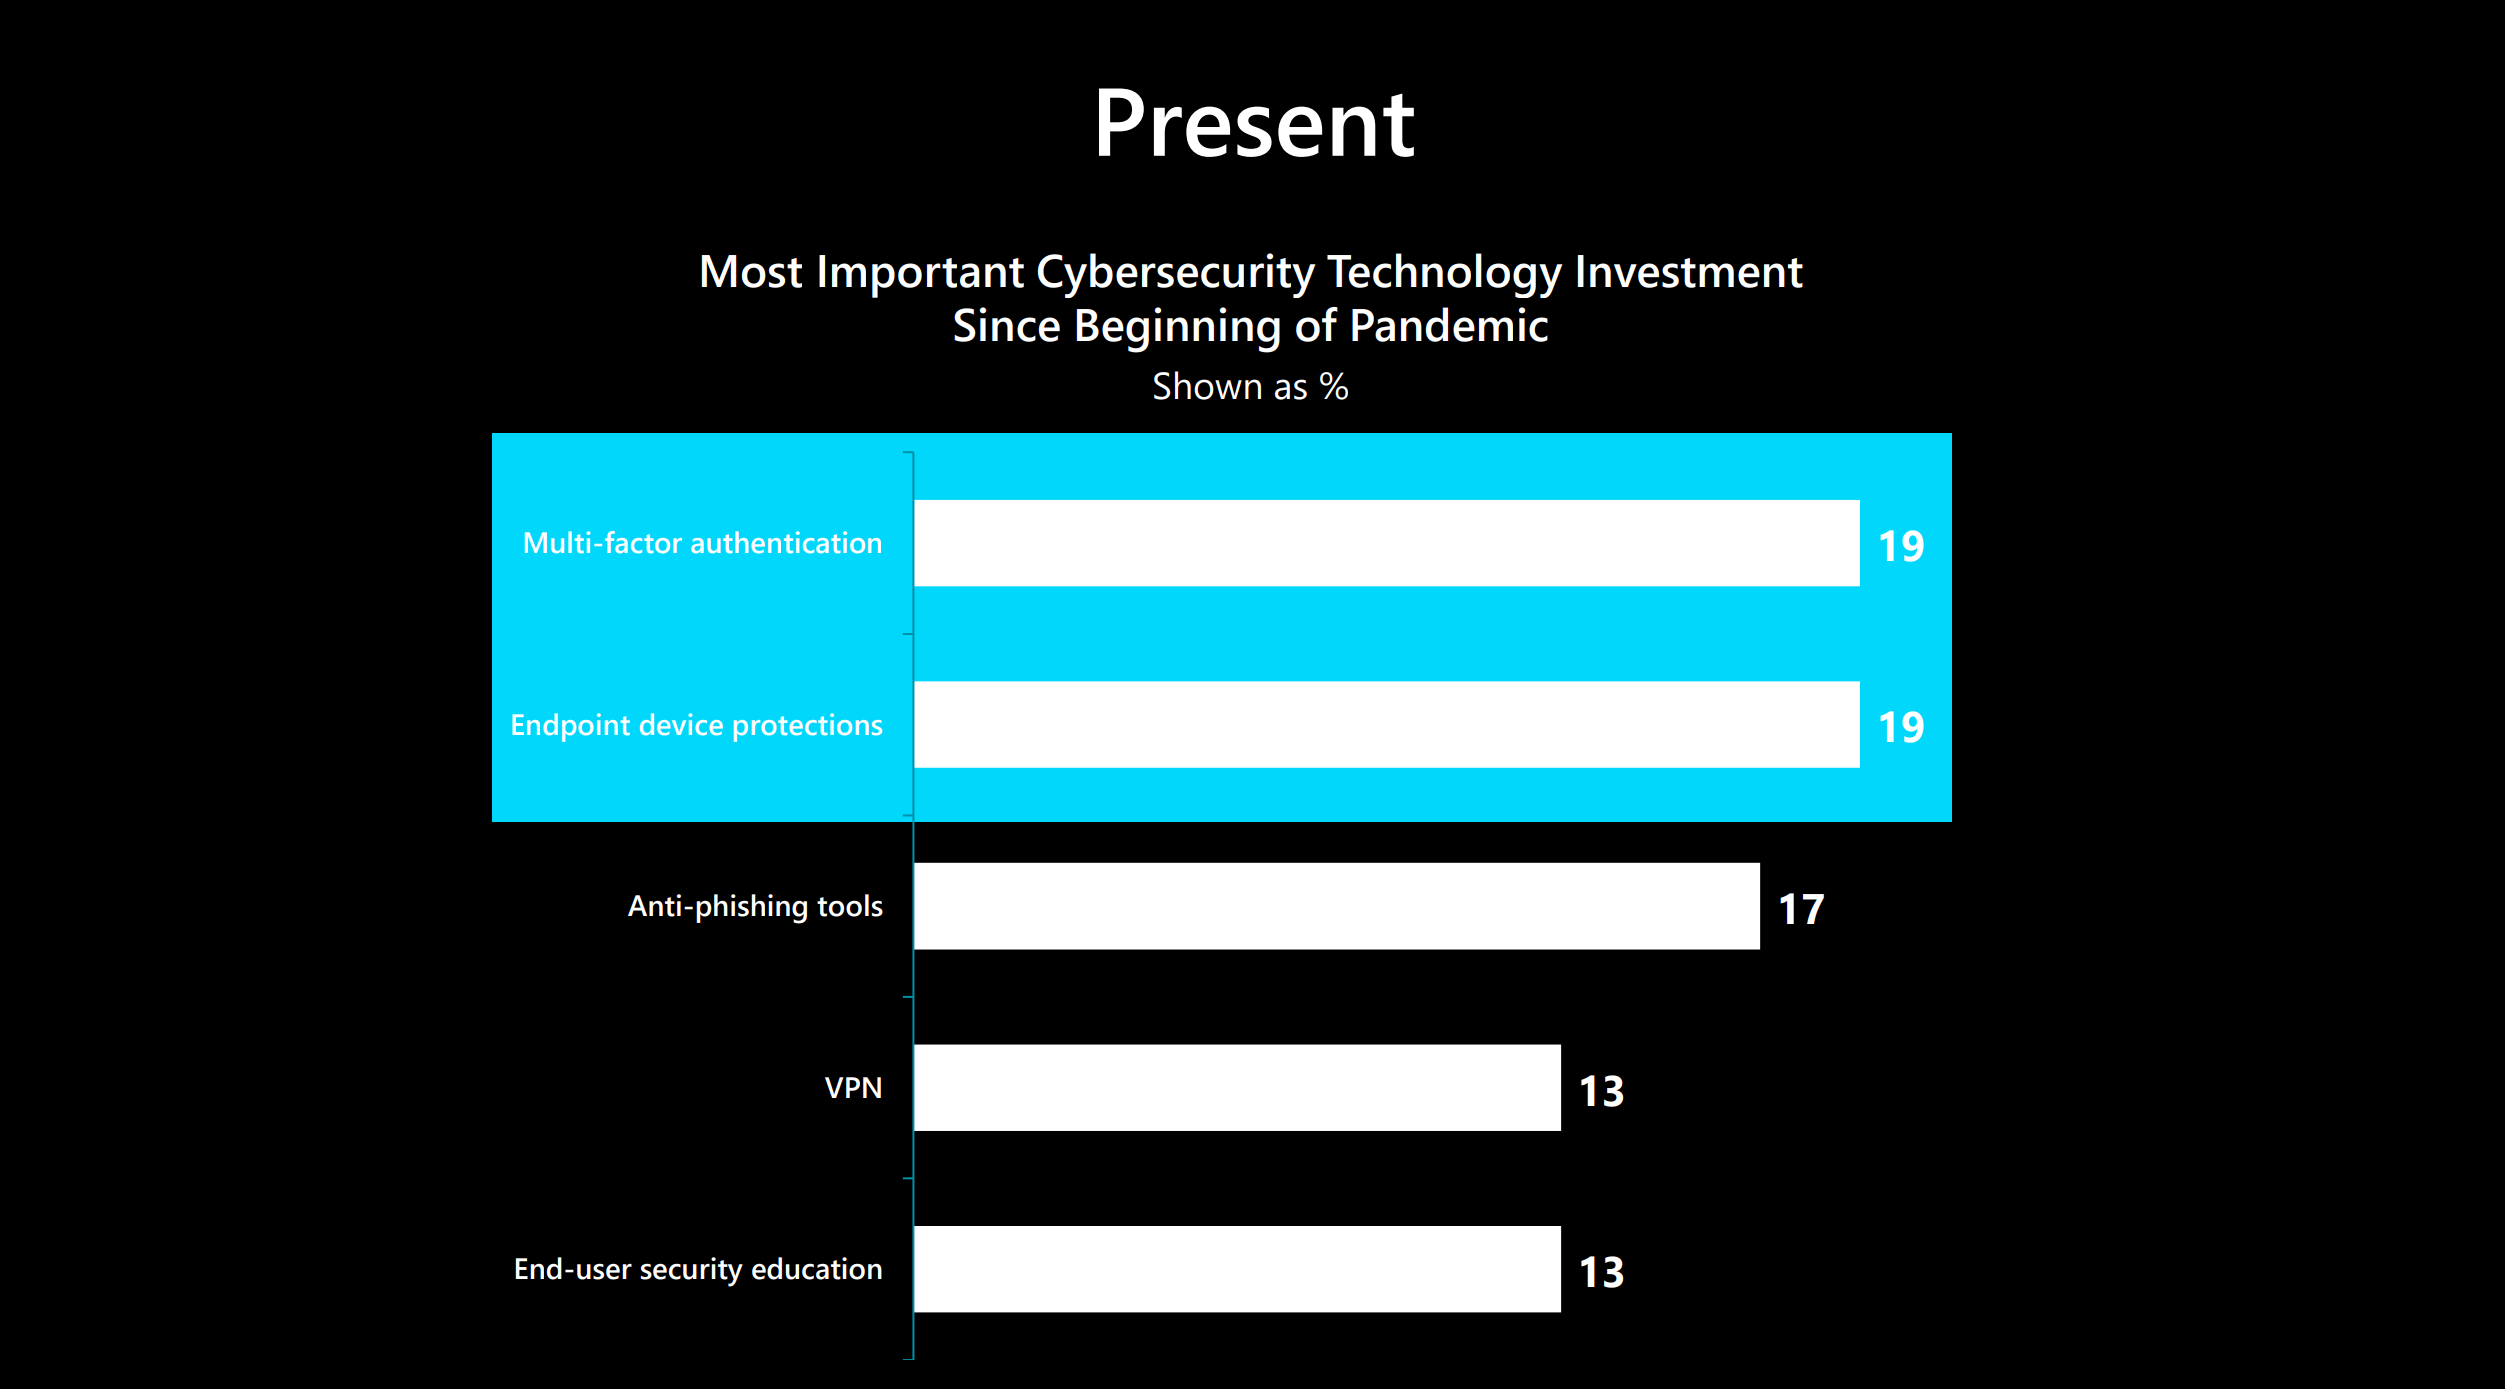 Present
Most Important Cybersecurity Technology Investment
Since Beginning of Pandemic
Shown as %
Multi-factor authentication 19
Endpoint device protections 19
Anti-phishing tools 17
VPN 13
End-user security education 13